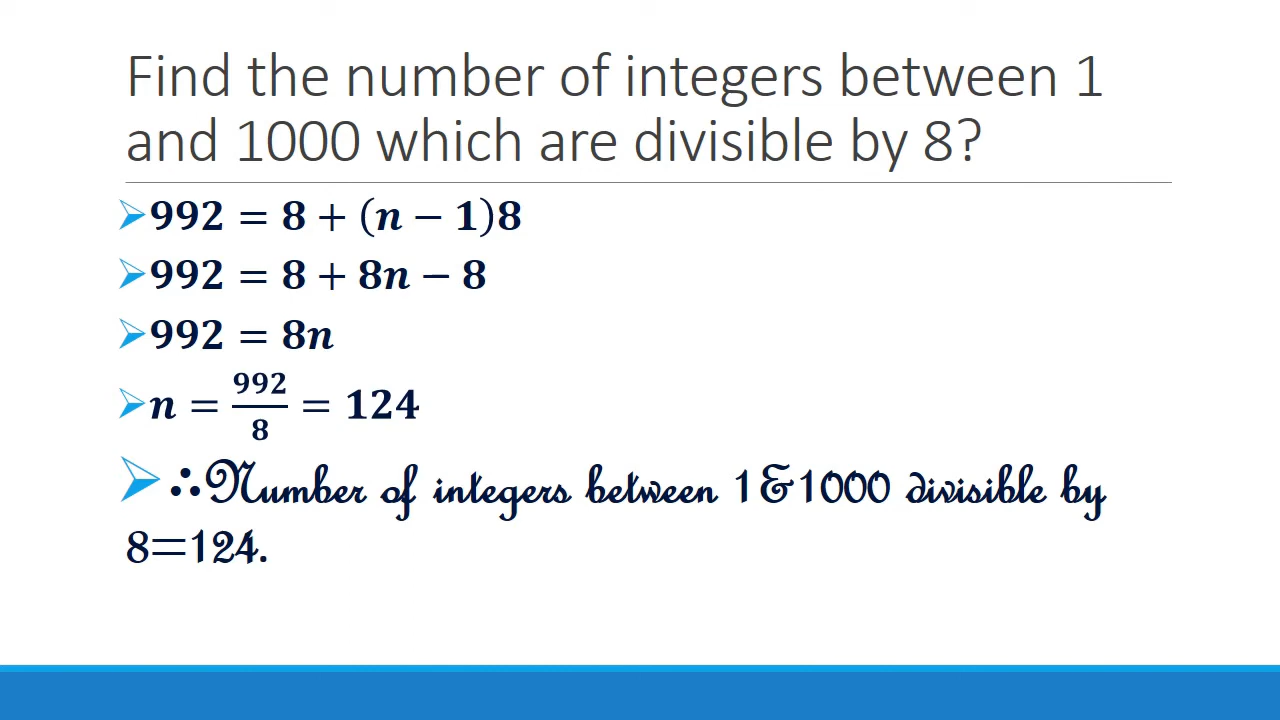 Find the number of integers between 1
and 1000 which are divisible by 8?
➢992 = 8 + (n − 1)8
➢992 = 8 + 8n − 8
➢992 = 8n
➢n = 992/8 = 124
➢∴Number of integers between 1&1000 divisible by
8=124.